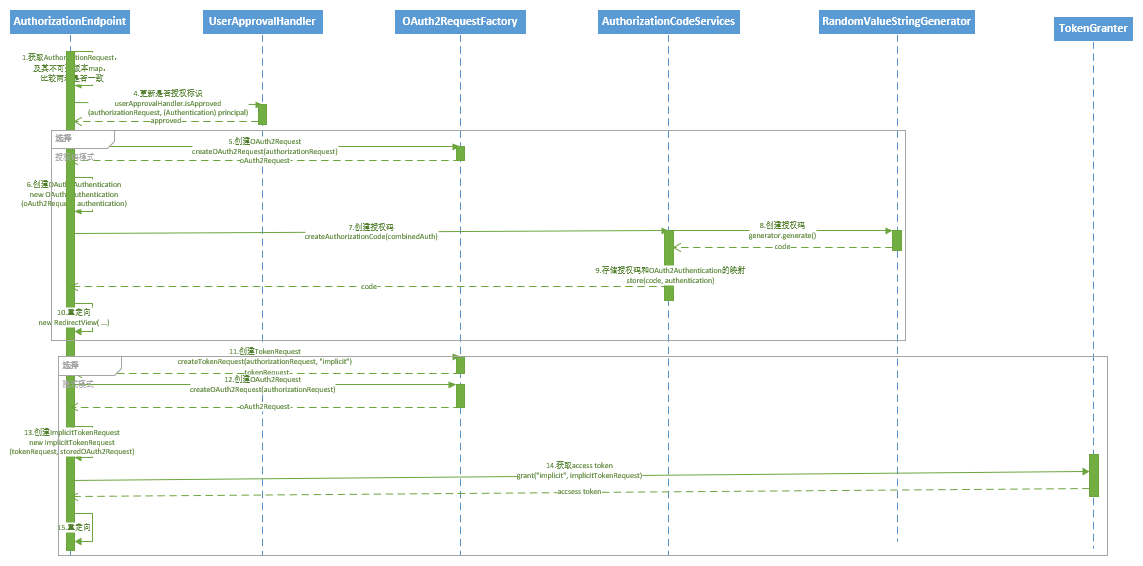 AuthorizationEndpoint
UserApprovalHandler
OAuth2RequestFactory
AuthorizationCodeServices
RandomValueStringGenerator
TokenGranter
1.获取AuthorizationRequest,
及其不可变版本map,
比较两者是否一致
4.更新是否授权标识
userApprovalHandler.isApproved
(authorizationRequest, (Authentication) principal)
approved
选择
授权码模式
5.创建OAuth2Request
createOAuth2Request(authorizationRequest)
oAuth2Request
6.创建OAuth2Authentication
new OAuth2Authentication
(oAuth2Request, authentication)
7.创建授权码
createAuthorizationCode(combinedAuth)
8.创建授权码
generator.generate()
code
9.存储授权码和OAuth2Authentication的映射
store(code, authentication)
code
10.重定向
new RedirectView( ...)
选择
隐式模式
11.创建TokenRequest
createTokenRequest(authorizationRequest, "implicit")
tokenRequest
12.创建OAuth2Request
createOAuth2Request(authorizationRequest)
oAuth2Request
13.创建ImplicitTokenRequest
new ImplicitTokenRequest
(tokenRequest, storedOAuth2Request)
14.获取access token
grant("implicit", implicitTokenRequest)
accsess token
15.重定向